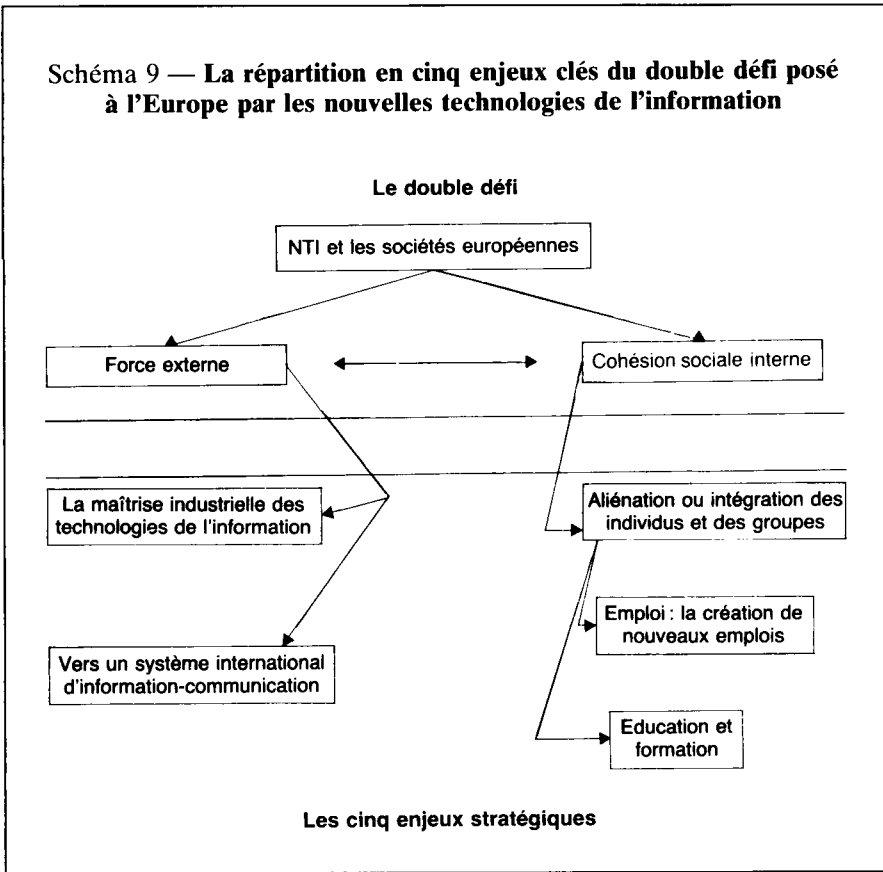 Schéma 9 — La répartition en cinq enjeux clés du double défi posé
à l'Europe par les nouvelles technologies de l'information
Le double défi
NTI et les sociétés européennes
Force externe
Cohésion sociale interne
La maîtrise industrielle des
technologies de l'information
Aliénation ou intégration des
individus et des groupes
Emploi : la création de
nouveaux emplois
Vers un système international
d'information-communication
Education et
formation
Les cinq enjeux stratégiques